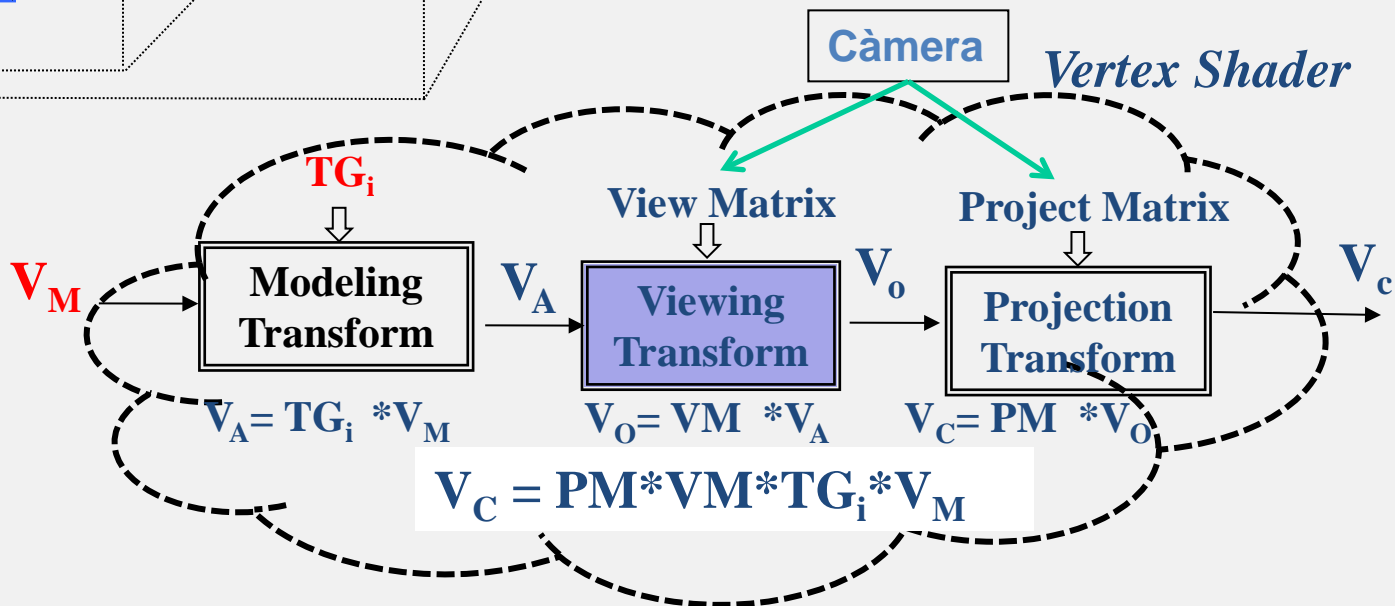 Càmera
Vertex Shader
TGi
View Matrix
Project Matrix
VM
Modeling
Transform
VA
Viewing
Transform
Vo
Projection
Transform
Vc
VA= TGi *VM
VO= VM *VA
VC= PM *VO
VC = PM*VM*TGi*VM